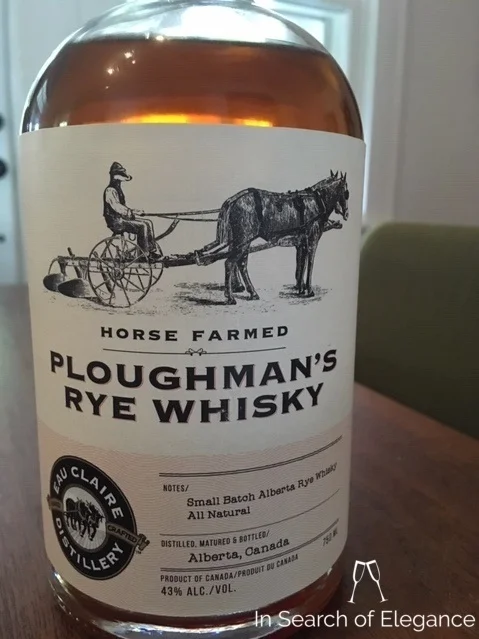 HORSE FARMED
PLOUGHMAN'S
RYE WHISKY
EAU CLAIRE
CRAFTED
DISTILLERY
NOTES/
Small Batch Alberta Rye Whisky
All Natural
DISTILLED, MATURED & BOTTLED/
Alberta, Canada
750 ML
PRODUCT OF CANADA/PRODUIT DU CANADA
43% ALC./VOL.
In Search of Elegance